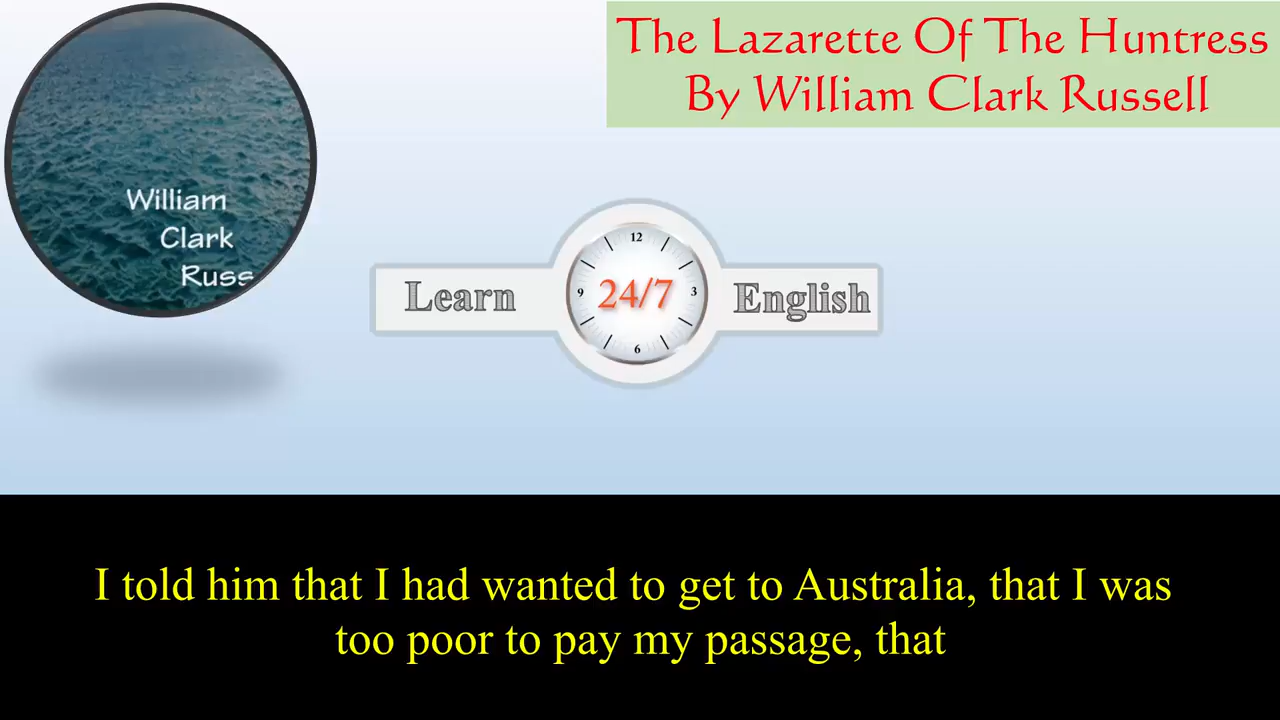 The Lazarette Of The Huntress
By William Clark Russell
William
Clark
Russ
12
3
6
9
Learn
24/7
English
I told him that I had wanted to get to Australia, that I was
too poor to pay my passage, that